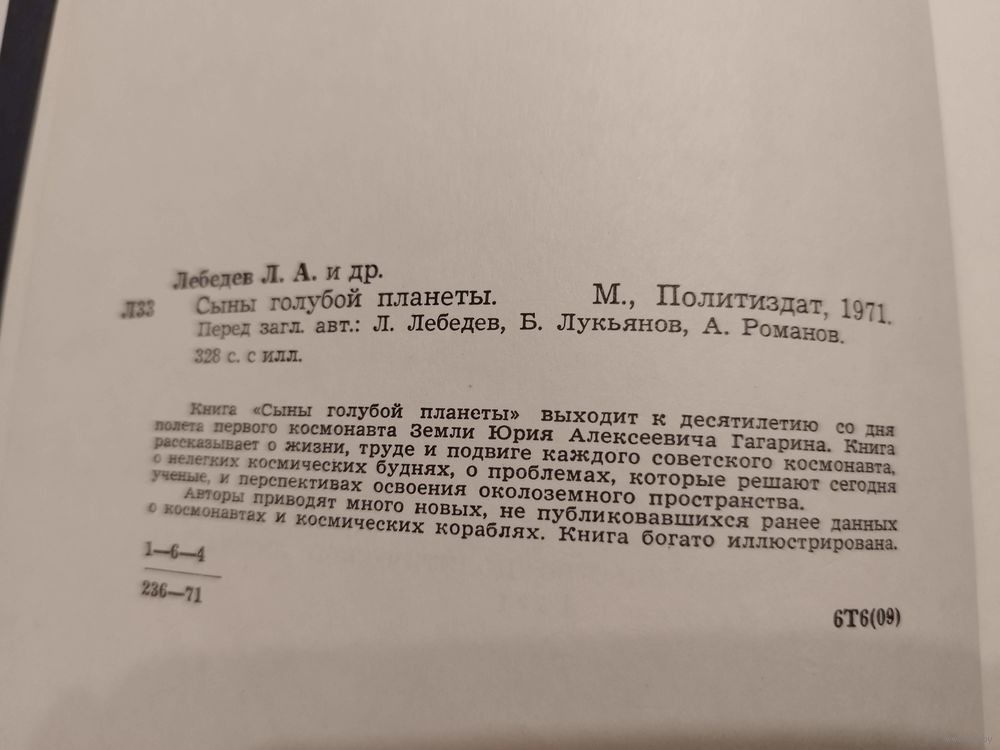 Лебедев Л. А. и др.
Л33 Сыны голубой планеты. М., Политиздат, 1971.
Перед загл. авт.: Л. Лебедев, Б. Лукьянов, А. Романов.
328 с. с илл.
Книга «Сыны голубой планеты» выходит к десятилетию со дня
полета первого космонавта Земли Юрия Алексеевича Гагарина. Книга
рассказывает о жизни, труде и подвиге каждого советского космонавта,
о нелегких космических буднях, о проблемах, которые решают сегодня
ученые, и перспективах освоения околоземного пространства.
Авторы приводят много новых, не публиковавшихся ранее данных
о космонавтах и космических кораблях. Книга богато иллюстрирована.
1—6—4
236—71
6Т6(09)